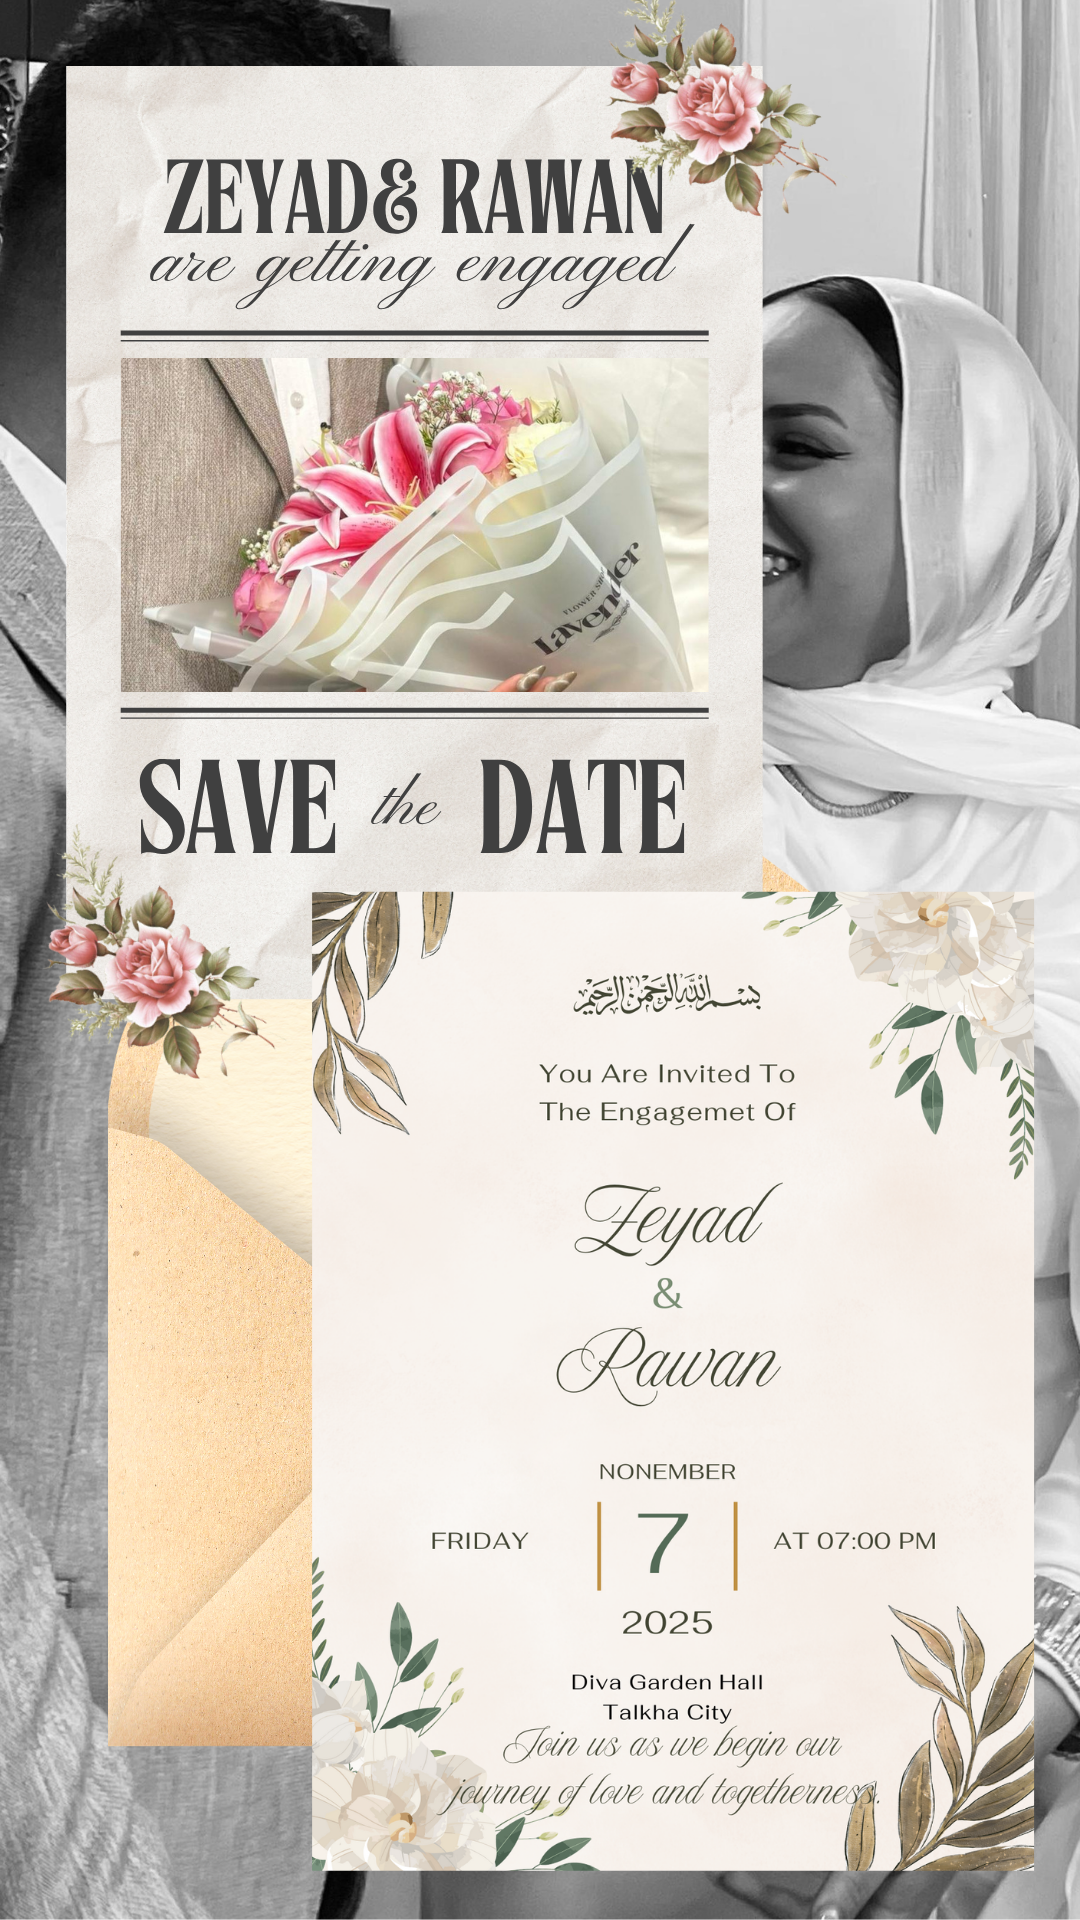 ZEYAD& RAWAN
are getting engaged
FLOWER SH
Lavender
SAVE the DATE
بسم الله الرحمن الرحيم
You Are Invited To
The Engagemet Of
Zeyad
&
Rawan
NONEMBER
FRIDAY 7 AT 07:00 PM
2025
Diva Garden Hall
Talkha City
Join us as we begin our
journey of love and togetherness.